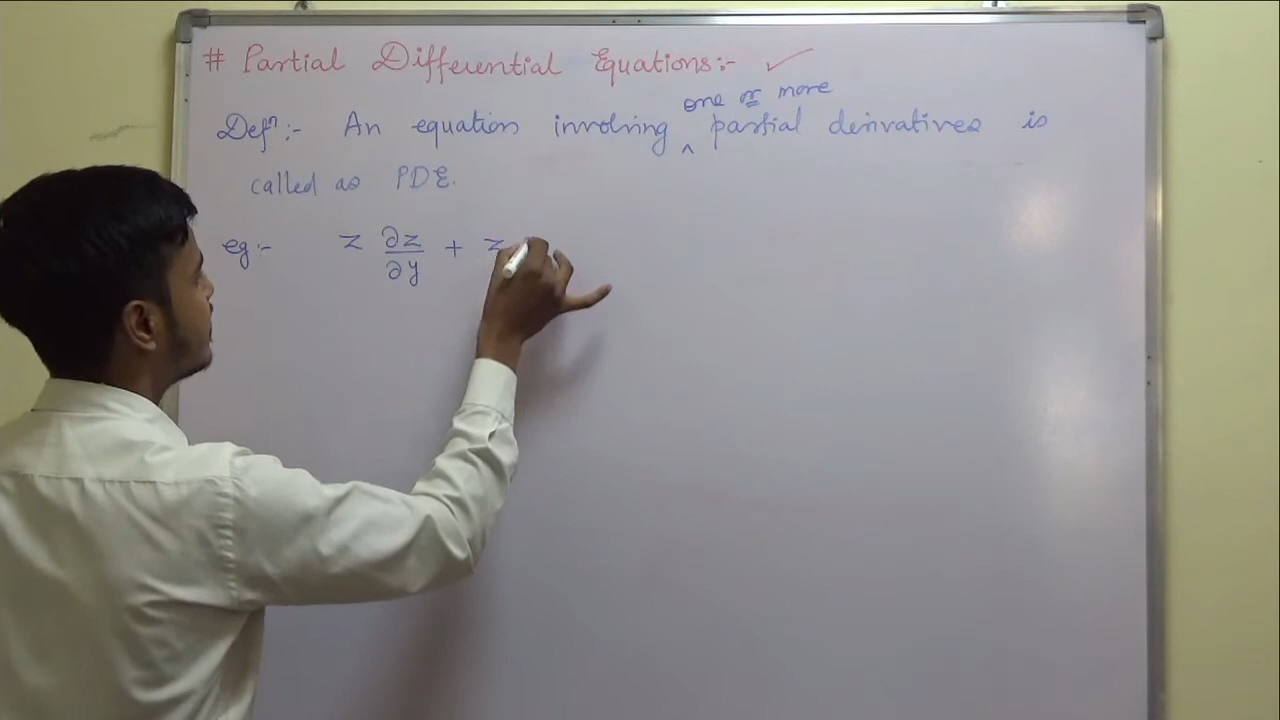 # Partial Differential Equations:- ✓
one or more
Defⁿ:- An equation involving ^ partial derivatives is
called as PDE.
eg:- z ∂z/∂y + z